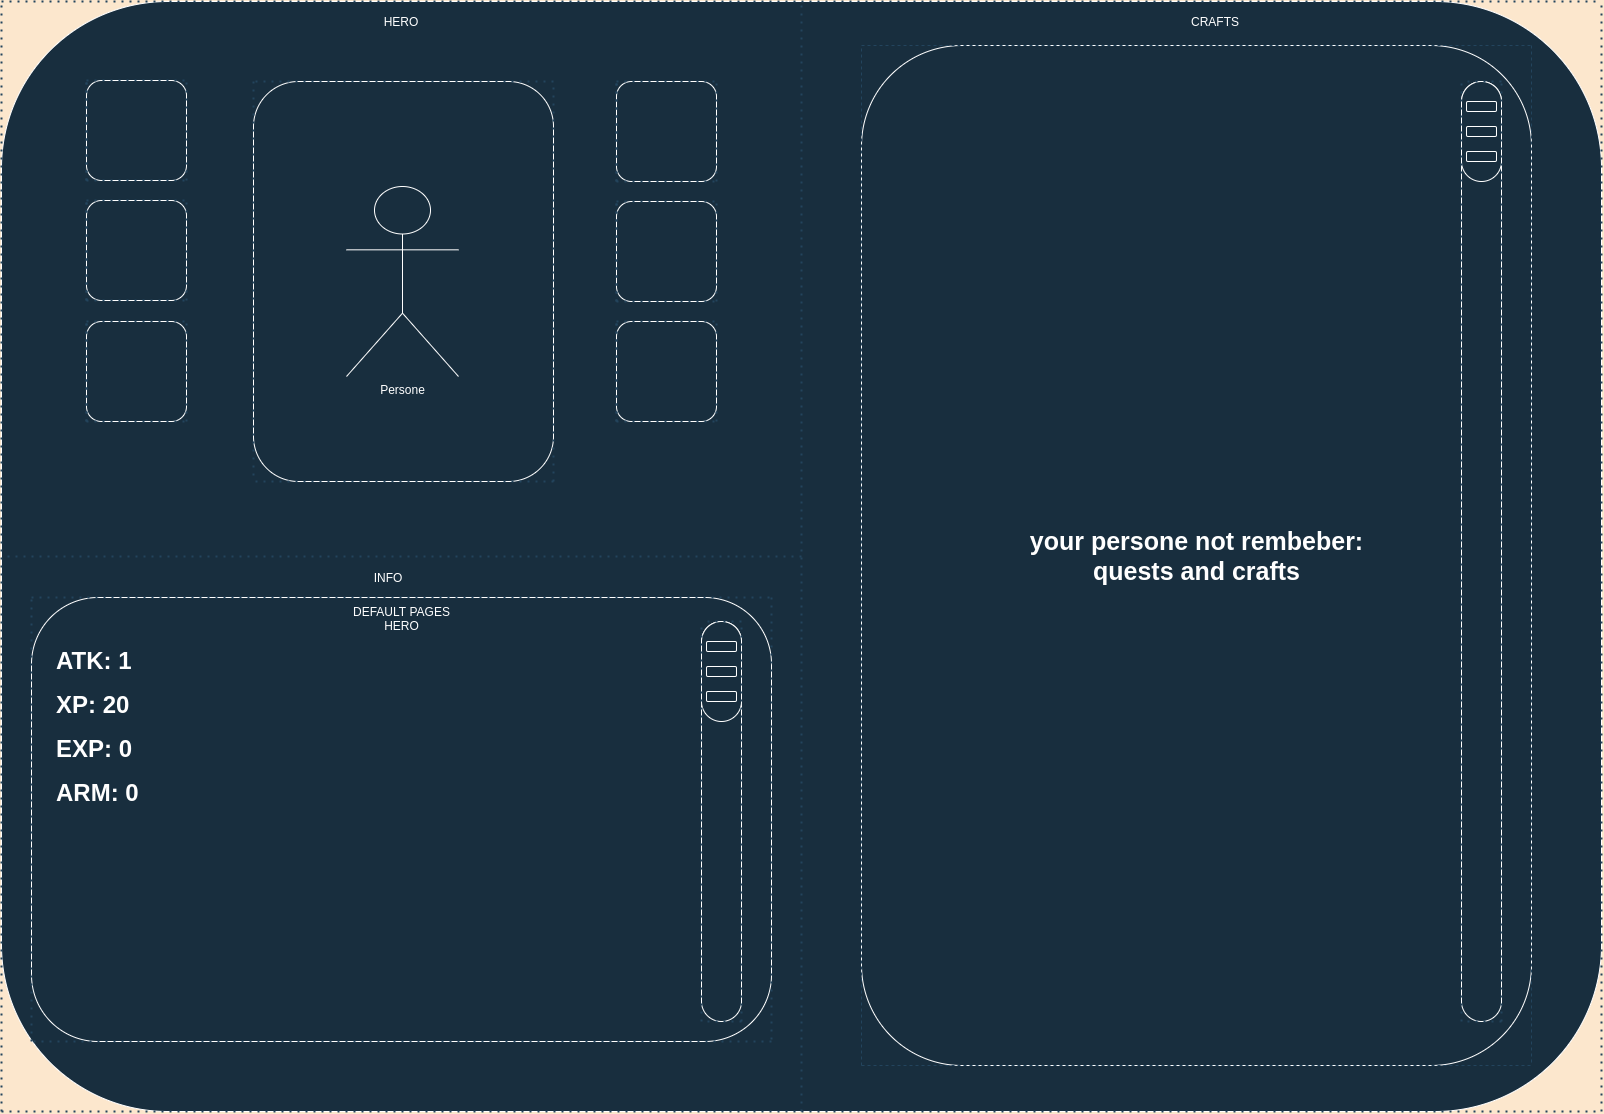 HERO
Persone
INFO
DEFAULT PAGES
HERO
ATK: 1
XP: 20
EXP: 0
ARM: 0
CRAFTS
your persone not rembeber:
quests and crafts